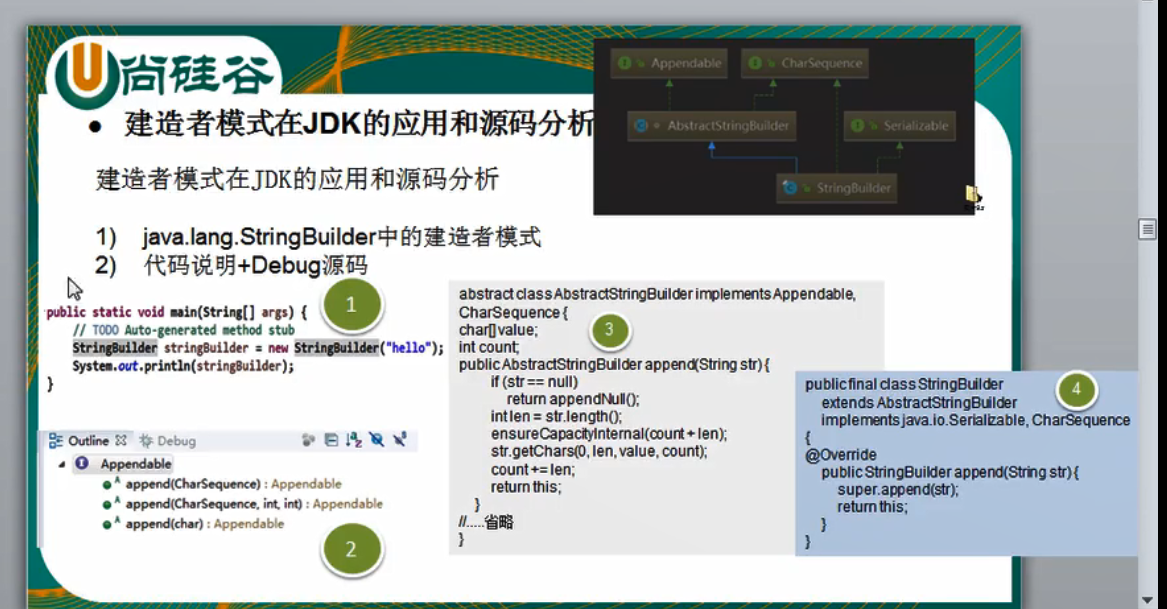 尚硅谷
Appendable
CharSequence
AbstractStringBuilder
Serializable
StringBuilder
● 建造者模式在JDK的应用和源码分析
建造者模式在JDK的应用和源码分析
1) java.lang.StringBuilder中的建造者模式
2) 代码说明+Debug源码
1
public static void main(String[] args) {
// TODO Auto-generated method stub
StringBuilder stringBuilder = new StringBuilder("hello");
System.out.println(stringBuilder);
}
Outline Debug
Appendable
append(CharSequence) : Appendable
append(CharSequence, int, int) : Appendable
append(char) : Appendable
2
abstract class AbstractStringBuilder implements Appendable,
CharSequence {
char[] value;
int count;
3
public AbstractStringBuilder append(String str) {
if (str == null)
return appendNull();
int len = str.length();
ensureCapacityInternal(count + len);
str.getChars(0, len, value, count);
count += len;
return this;
}
//.....省略
}
4
public final class StringBuilder
extends AbstractStringBuilder
implements java.io.Serializable, CharSequence
{
@Override
public StringBuilder append(String str) {
super.append(str);
return this;
}
}